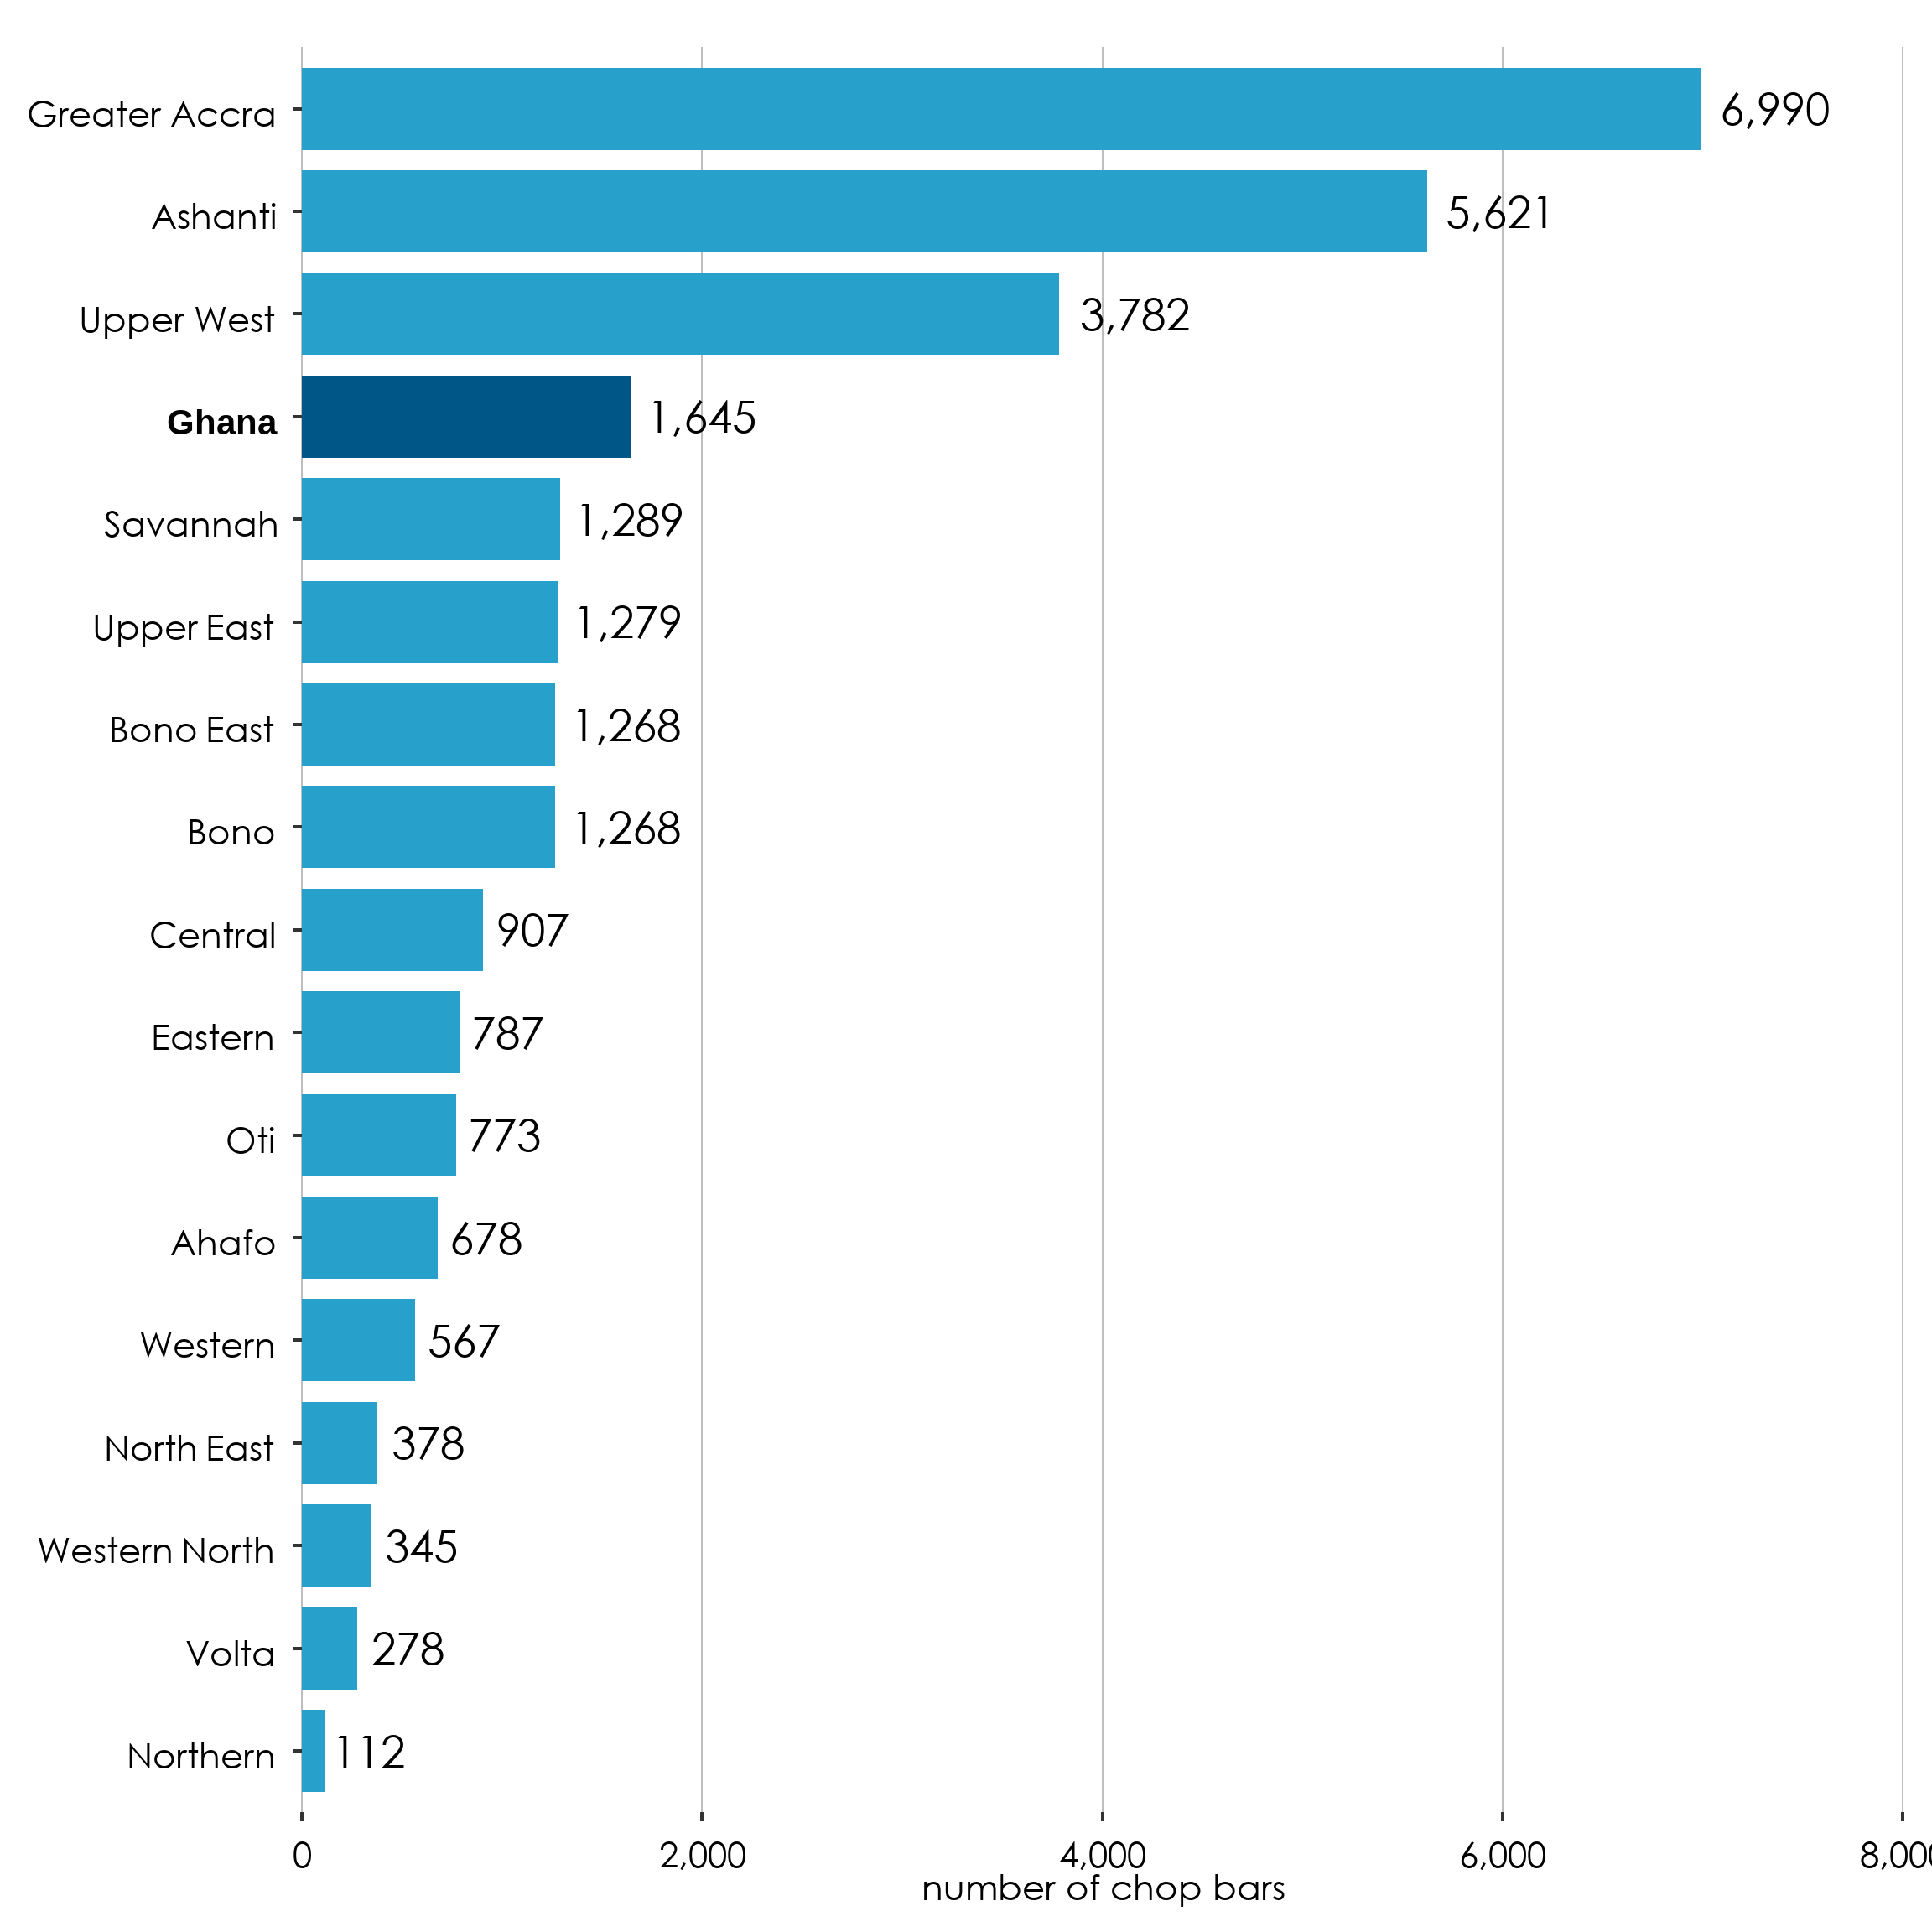 Greater Accra 6,990
Ashanti 5,621
Upper West 3,782
Ghana 1,645
Savannah 1,289
Upper East 1,279
Bono East 1,268
Bono 1,268
Central 907
Eastern 787
Oti 773
Ahafo 678
Western 567
North East 378
Western North 345
Volta 278
Northern 112
0 2,000 4,000 6,000
number of chop bars